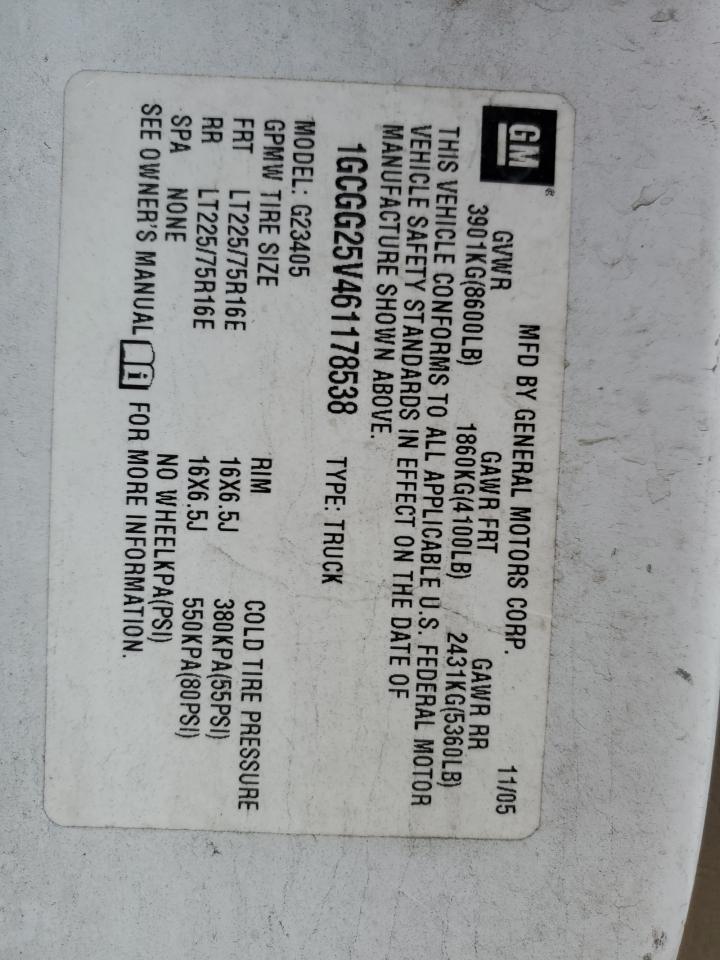 GM
MFD BY GENERAL MOTORS CORP. 11/05
GVWR GAWR FRT GAWR RR
3901KG(8600LB) 1860KG(4100LB) 2431KG(5360LB)
THIS VEHICLE CONFORMS TO ALL APPLICABLE U.S. FEDERAL MOTOR
VEHICLE SAFETY STANDARDS IN EFFECT ON THE DATE OF
MANUFACTURE SHOWN ABOVE.
1GCGG25V461178538 TYPE: TRUCK
MODEL: G23405
GPMW TIRE SIZE RIM COLD TIRE PRESSURE
FRT LT225/75R16E 16X6.5J 380KPA(55PSI)
RR LT225/75R16E 16X6.5J 550KPA(80PSI)
SPA NONE NO WHEELKPA(PSI)
SEE OWNER'S MANUAL i FOR MORE INFORMATION.